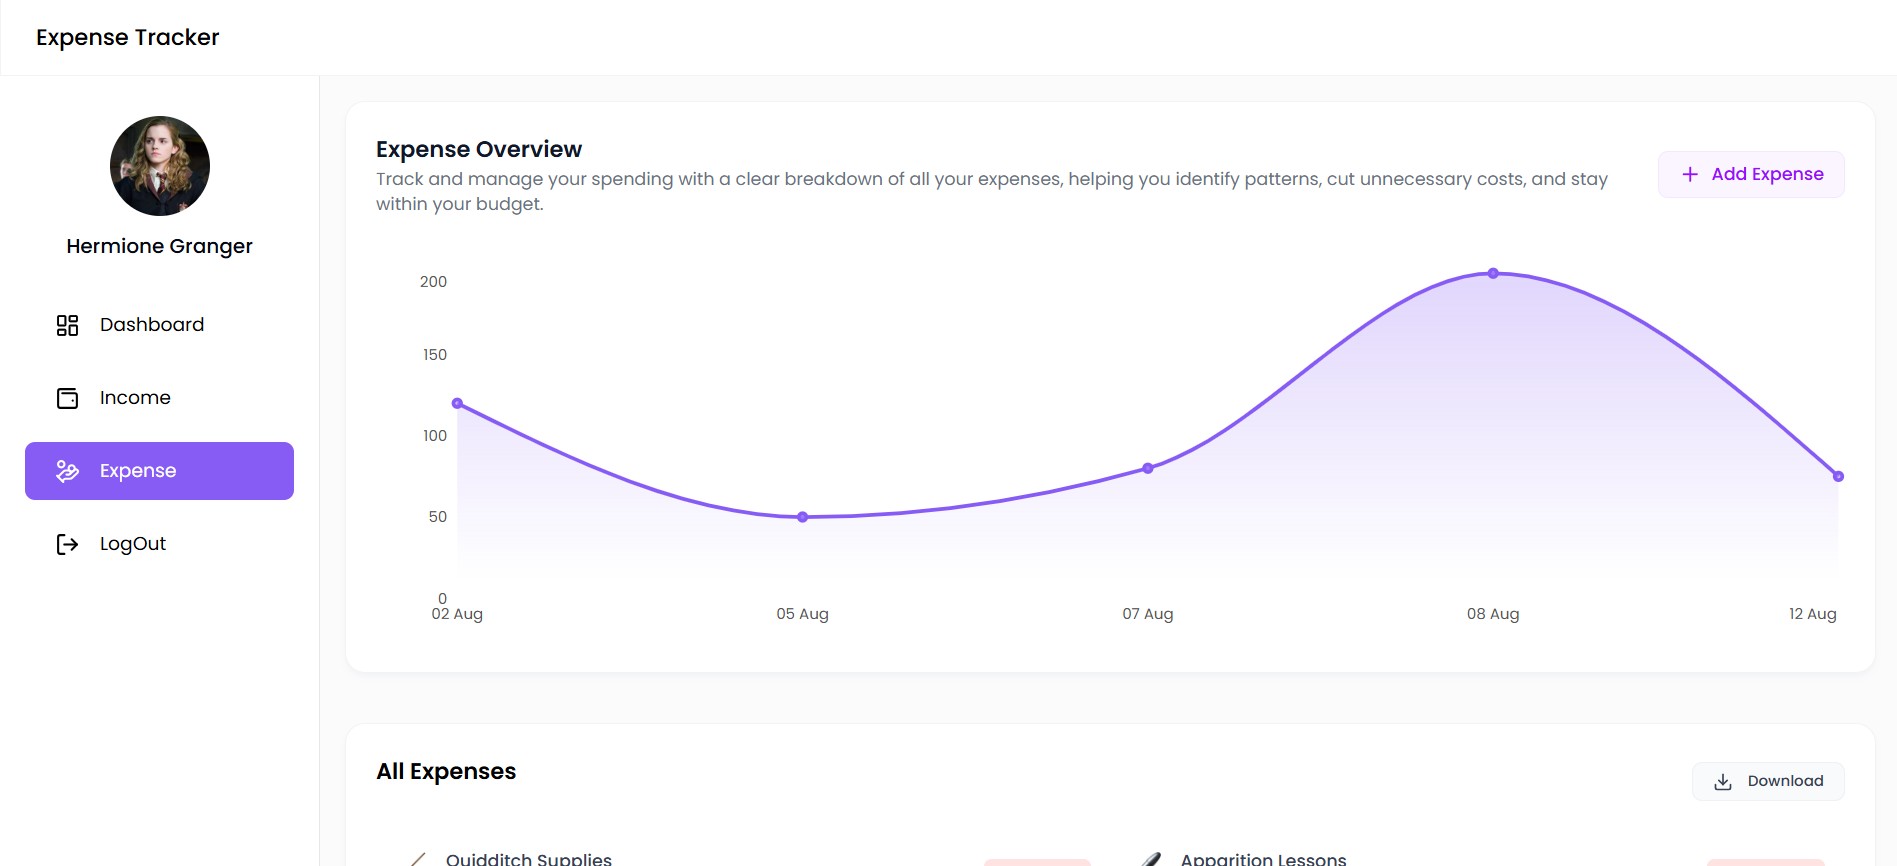 Expense Tracker
Hermione Granger
Dashboard
Income
Expense
LogOut
Expense Overview
Track and manage your spending with a clear breakdown of all your expenses, helping you identify patterns, cut unnecessary costs, and stay
within your budget.
Add Expense
200
150
100
50
0
02 Aug
05 Aug
07 Aug
08 Aug
12 Aug
All Expenses
Download
Quidditch Supplies
Apparition Lessons